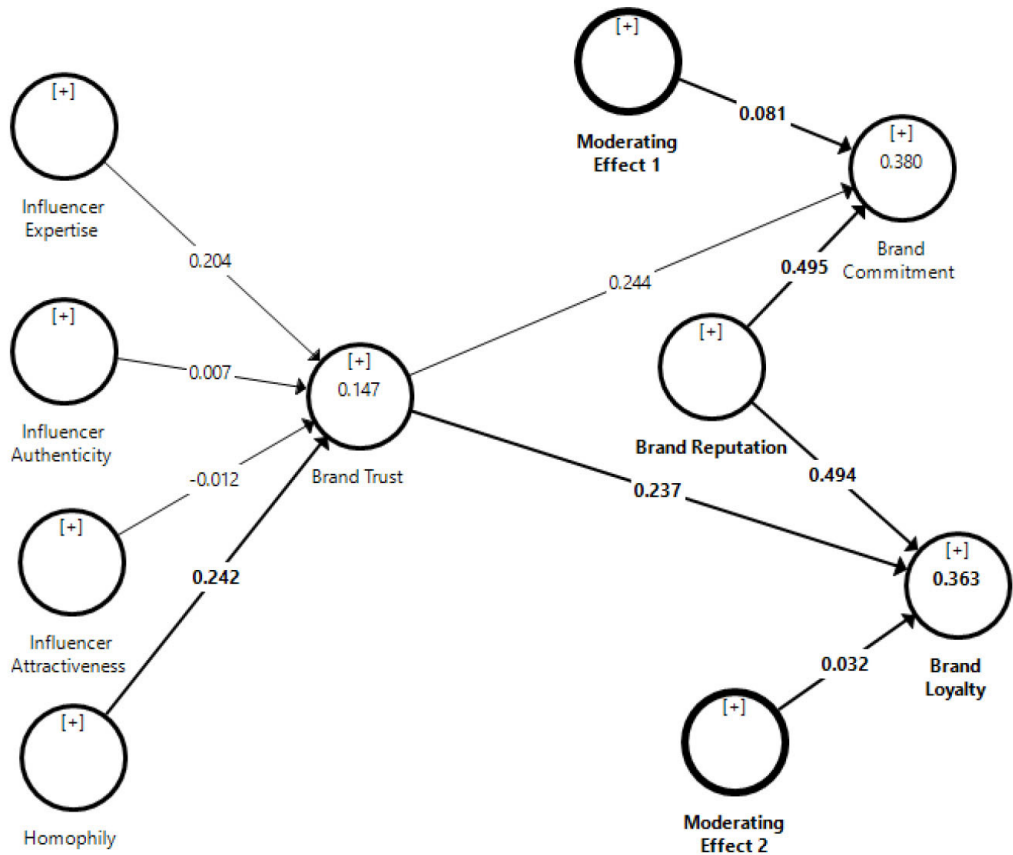 [+]
Moderating
Effect 1
[+]
Influencer
Expertise
0.081
[+]
0.380
Brand
Commitment
0.204
0.244
0.495
[+]
Influencer
Authenticity
0.007
[+]
0.147
Brand Trust
[+]
Brand Reputation
-0.012
0.237
0.494
[+]
Influencer
Attractiveness
0.242
[+]
0.363
Brand
Loyalty
0.032
[+]
Homophily
[+]
Moderating
Effect 2